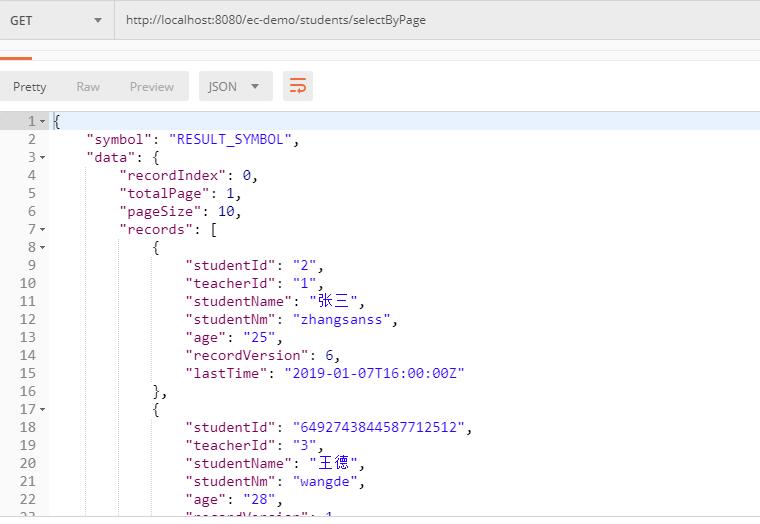 GET http://localhost:8080/ec-demo/students/selectByPage
Pretty Raw Preview JSON
1 {
2 "symbol": "RESULT_SYMBOL",
3 "data": {
4 "recordIndex": 0,
5 "totalPage": 1,
6 "pageSize": 10,
7 "records": [
8 {
9 "studentId": "2",
10 "teacherId": "1",
11 "studentName": "张三",
12 "studentNm": "zhangsanss",
13 "age": "25",
14 "recordVersion": 6,
15 "lastTime": "2019-01-07T16:00:00Z"
16 },
17 {
18 "studentId": "6492743844587712512",
19 "teacherId": "3",
20 "studentName": "王德",
21 "studentNm": "wangde",
22 "age": "28",
23 "recordVersion": 1